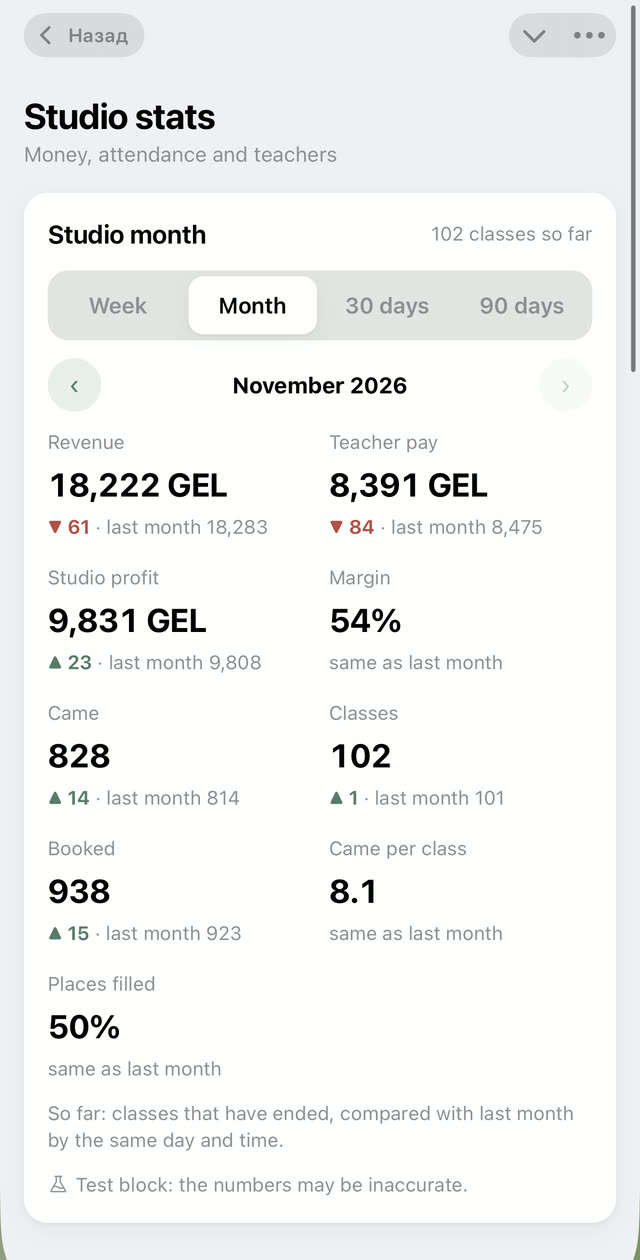 Назад
Studio stats
Money, attendance and teachers
Studio month
102 classes so far
Week Month 30 days 90 days
‹ November 2026 ›
Revenue
18,222 GEL
▼ 61 · last month 18,283
Teacher pay
8,391 GEL
▼ 84 · last month 8,475
Studio profit
9,831 GEL
▲ 23 · last month 9,808
Margin
54%
same as last month
Came
828
▲ 14 · last month 814
Classes
102
▲ 1 · last month 101
Booked
938
▲ 15 · last month 923
Came per class
8.1
same as last month
Places filled
50%
same as last month
So far: classes that have ended, compared with last month
by the same day and time.
Test block: the numbers may be inaccurate.